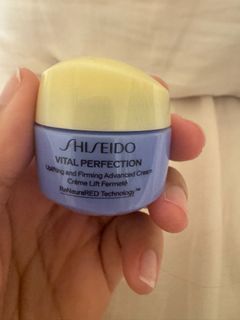 SHISEIDO
VITAL PERFECTION
Uplifting and Firming Advanced Cream
Crème Lift Fermeté
ReNeuraRED Technology™